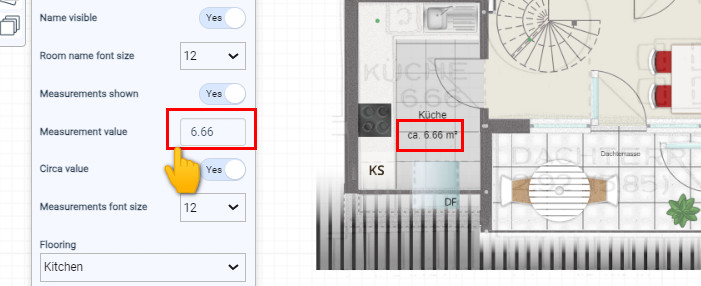 Name visible
Yes
Room name font size
12
Measurements shown
Yes
Measurement value
6.66
Circa value
Yes
Measurements font size
12
Flooring
Kitchen
KÜCHE
6.66
Küche
ca. 6.66 m²
KS
DF
Dachterrasse